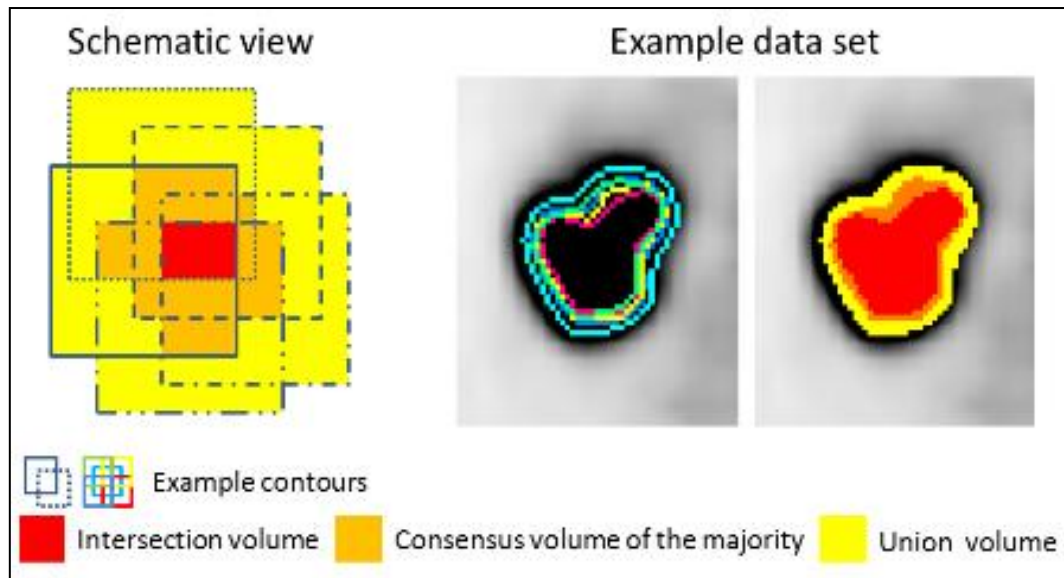 Schematic view
Example data set
Example contours
Intersection volume
Consensus volume of the majority
Union volume